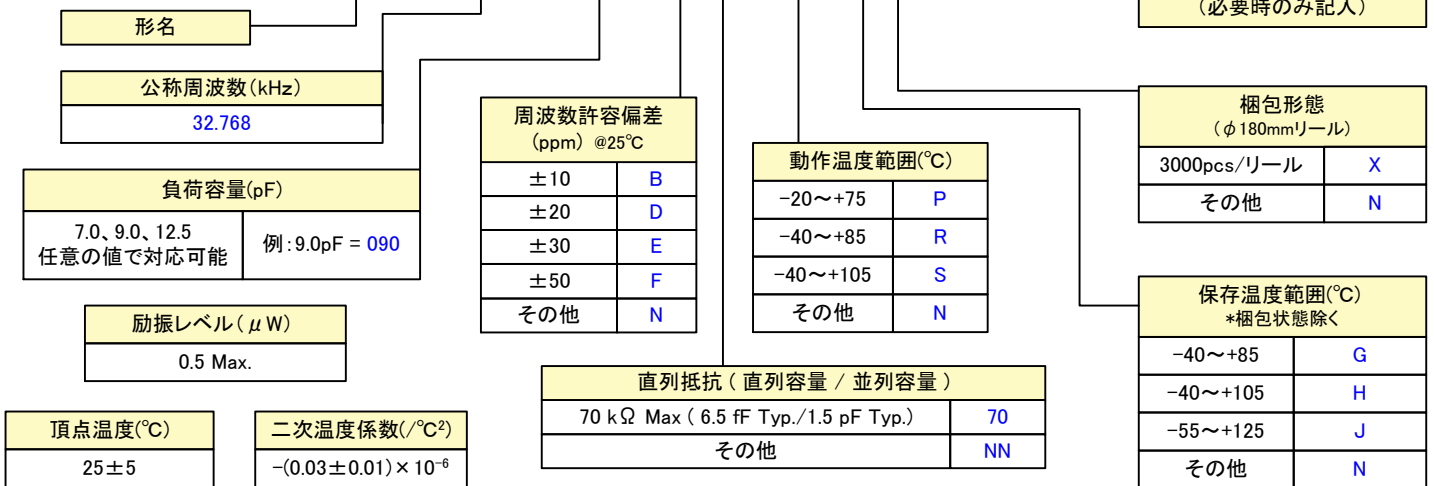 (必要時のみ記入)
形名
公称周波数(kHz)
32.768
負荷容量(pF)
7.0、9.0、12.5
任意の値で対応可能
例:9.0pF = 090
励振レベル(μW)
0.5 Max.
頂点温度(℃)
25±5
二次温度係数(/℃²)
-(0.03±0.01)×10⁻⁶
周波数許容偏差
(ppm) @25℃
±10 B
±20 D
±30 E
±50 F
その他 N
直列抵抗 ( 直列容量 / 並列容量 )
70 kΩ Max ( 6.5 fF Typ./1.5 pF Typ.) 70
その他 NN
動作温度範囲(℃)
-20~+75 P
-40~+85 R
-40~+105 S
その他 N
梱包形態
(φ180mmリール)
3000pcs/リール X
その他 N
保存温度範囲(℃)
*梱包状態除く
-40~+85 G
-40~+105 H
-55~+125 J
その他 N